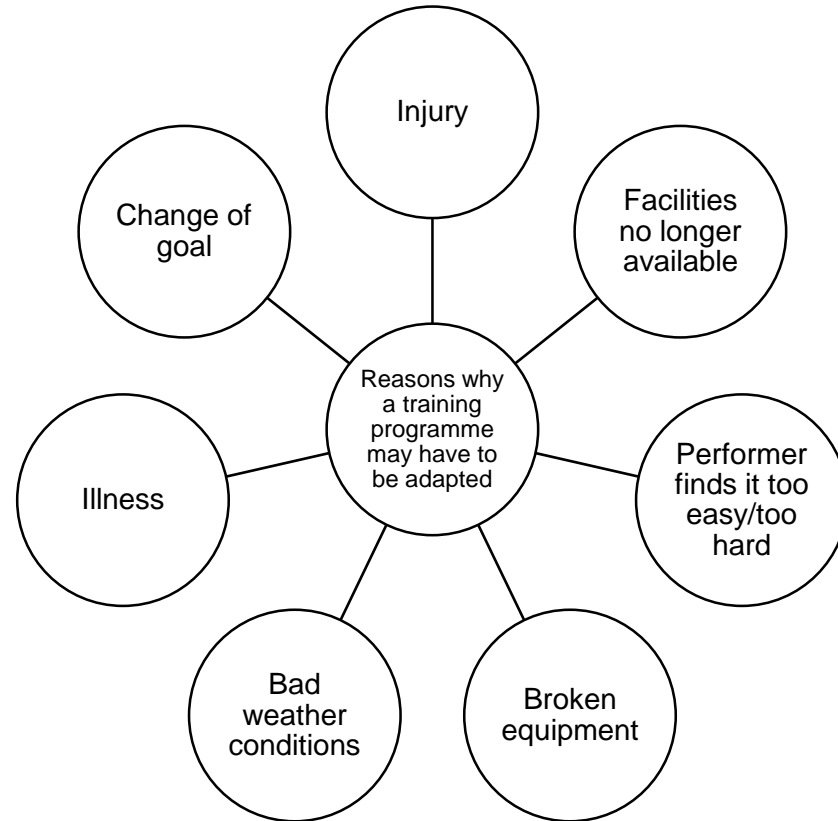 Injury
Facilities
no longer
available
Performer
finds it too
easy/too
hard
Broken
equipment
Bad
weather
conditions
Illness
Change of
goal
Reasons why
a training
programme
may have to
be adapted